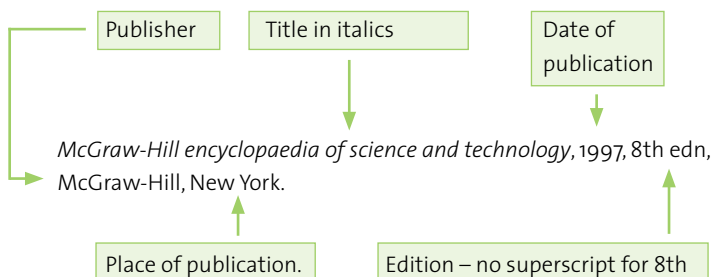 Publisher
Title in italics
Date of
publication
McGraw-Hill encyclopaedia of science and technology, 1997, 8th edn,
McGraw-Hill, New York.
Place of publication.
Edition – no superscript for 8th